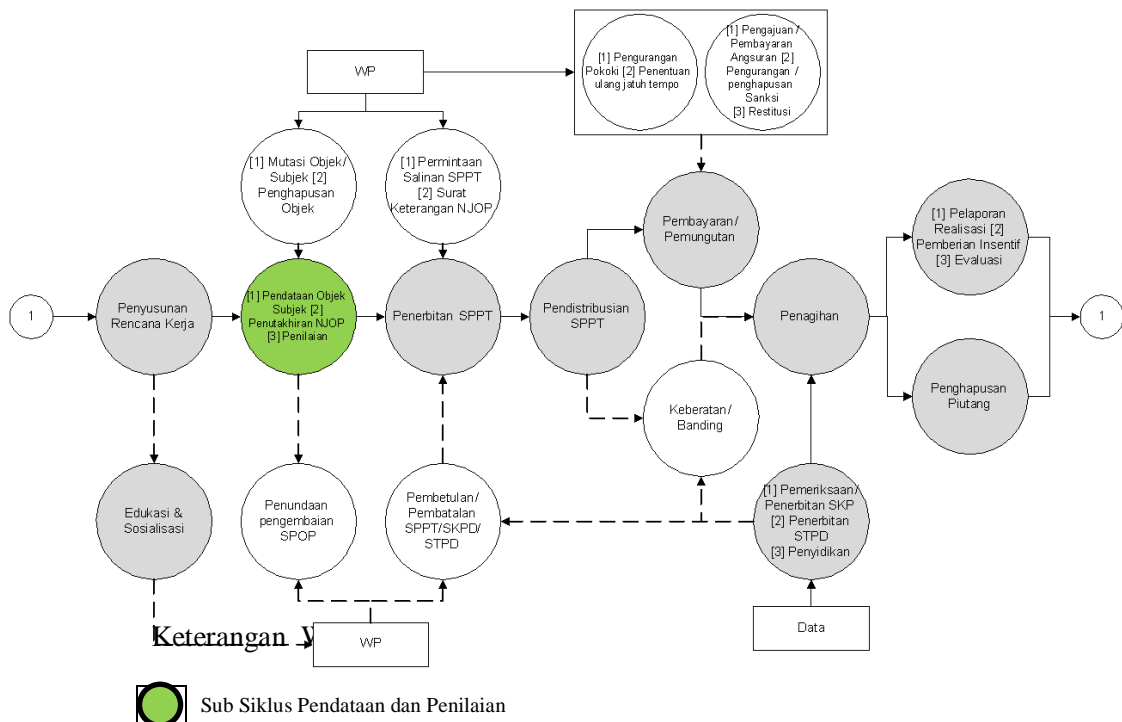 WP
[1] Pengurangan
Pokoki [2] Penentuan
ulang jatuh tempo
[1] Pengajuan /
Pembayaran
Angsuran [2]
Pengurangan /
penghapusan
Sanksi
[3] Restitusi
[1] Mutasi Objek/
Subjek [2]
Penghapusan
Objek
[1] Permintaan
Salinan SPPT
[2] Surat
Keterangan NJOP
1
Penyusunan
Rencana Kerja
[1] Pendataan Objek
Subjek [2]
Penutakhiran NJOP
[3] Penilaian
Penerbitan SPPT
Pendistribusian
SPPT
Pembayaran /
Pemungutan
Keberatan /
Banding
Penagihan
[1] Pelaporan
Realisasi [2]
Pemberian Insentif
[3] Evaluasi
Penghapusan
Piutang
1
Edukasi &
Sosialisasi
Penundaan
pengembaian
SPOP
Pembetulan /
Pembatalan
SPPT/SKPD/
STPD
[1] Pemeriksaan /
Penerbitan SKP
[2] Penerbitan
STPD
[3] Penyidikan
WP
Data
Keterangan
Sub Siklus Pendataan dan Penilaian